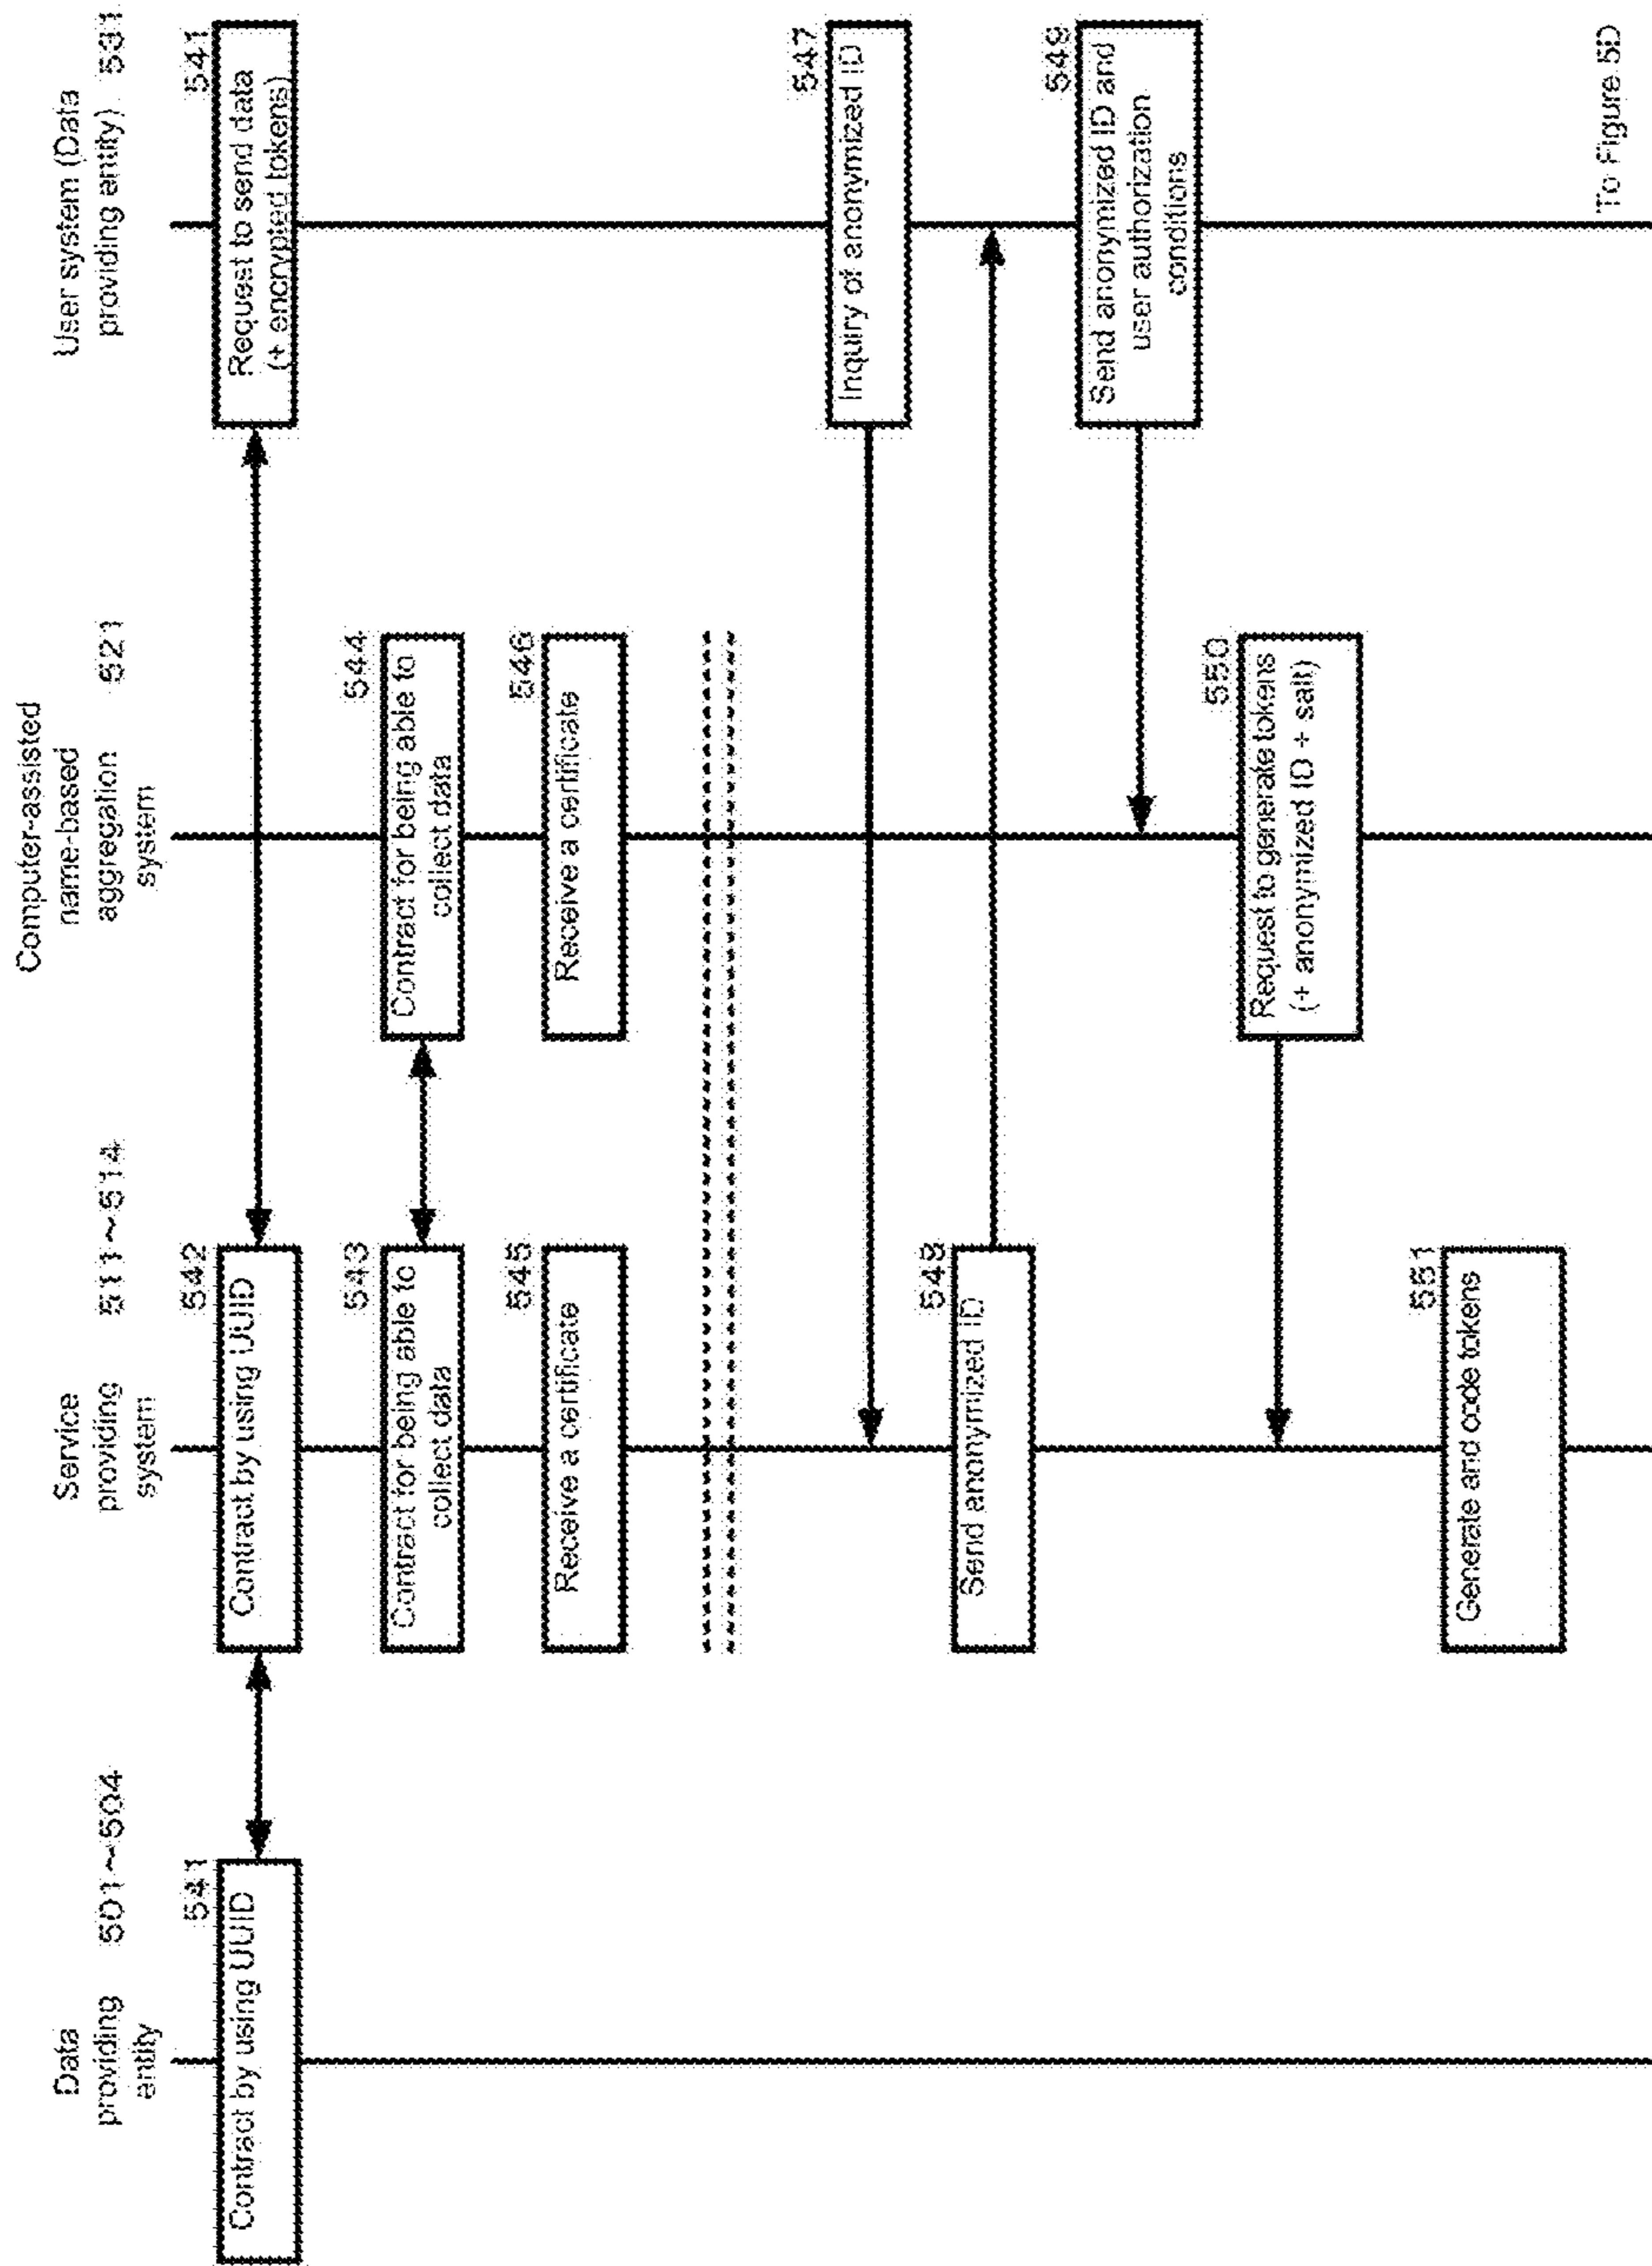 Data
providing 501~504
entity
Service
providing 511~514
system
Computer-assisted
name-based
aggregation 521
system
User system (Data
providing entity) 531
541
Contract by using UUID
542
Contract by using UUID
541
Request to send data
(+ encrypted tokens)
543
Contract for being able to
collect data
544
Contract for being able to
collect data
545
Receive a certificate
546
Receive a certificate
547
Inquiry of anonymized ID
548
Send anonymized ID
549
Send anonymized ID and
user authorization
conditions
550
Request to generate tokens
(+ anonymized ID + salt)
551
Generate and code tokens
To Figure 5D